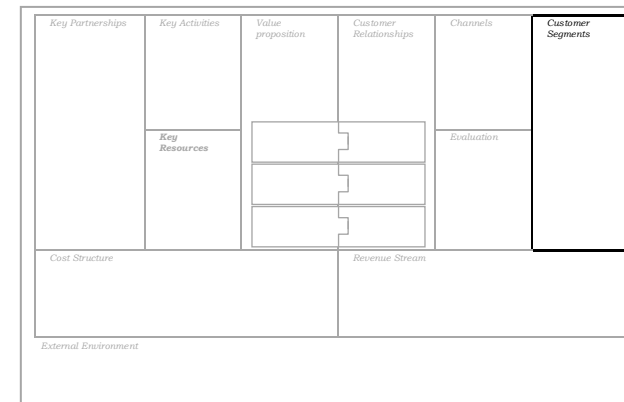 Key Partnerships
Key Activities
Value
proposition
Customer
Relationships
Channels
Customer
Segments
Key
Resources
Evaluation
Cost Structure
Revenue Stream
External Environment